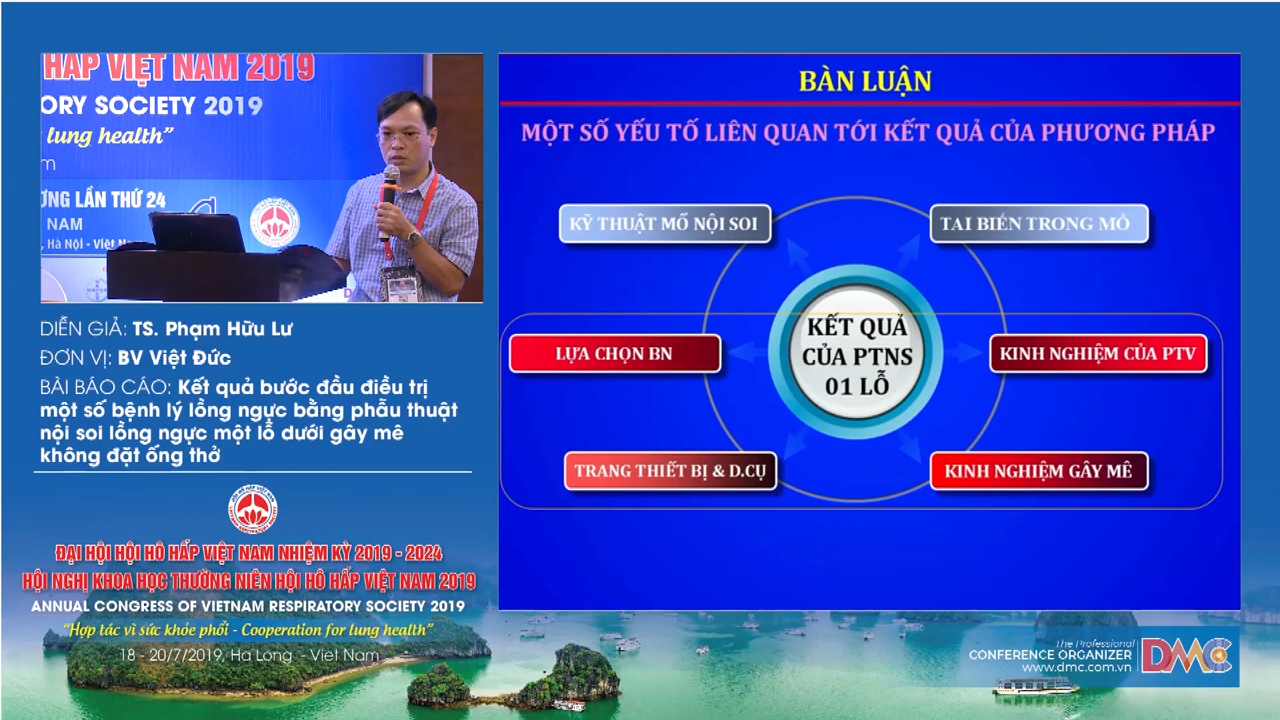 HẤP VIỆT NAM 2019
ORY SOCIETY 2019
lung health”
m
ƠNG LẦN THỨ 24
NAM
, Hà Nội - Việt
DIỄN GIẢ: TS. Phạm Hữu Lư
ĐƠN VỊ: BV Việt Đức
BÀI BÁO CÁO: Kết quả bước đầu điều trị
một số bệnh lý lồng ngực bằng phẫu thuật
nội soi lồng ngực một lỗ dưới gây mê
không đặt ống thở
ĐẠI HỘI HỘI HÔ HẤP VIỆT NAM NHIỆM KỲ 2019 - 2024
HỘI NGHỊ KHOA HỌC THƯỜNG NIÊN HỘI HÔ HẤP VIỆT NAM 2019
ANNUAL CONGRESS OF VIETNAM RESPIRATORY SOCIETY 2019
“Hợp tác vì sức khỏe phổi - Cooperation for lung health”
18 - 20/7/2019, Ha Long - Viet Nam
BÀN LUẬN
MỘT SỐ YẾU TỐ LIÊN QUAN TỚI KẾT QUẢ CỦA PHƯƠNG PHÁP
KỸ THUẬT MỔ NỘI SOI
TAI BIẾN TRONG MỔ
LỰA CHỌN BN
KẾT QUẢ
CỦA PTNS
01 LỖ
KINH NGHIỆM CỦA PTV
TRANG THIẾT BỊ & D.CỤ
KINH NGHIỆM GÂY MÊ
The Professional
CONFERENCE ORGANIZER
www.dmc.com.vn
DMC